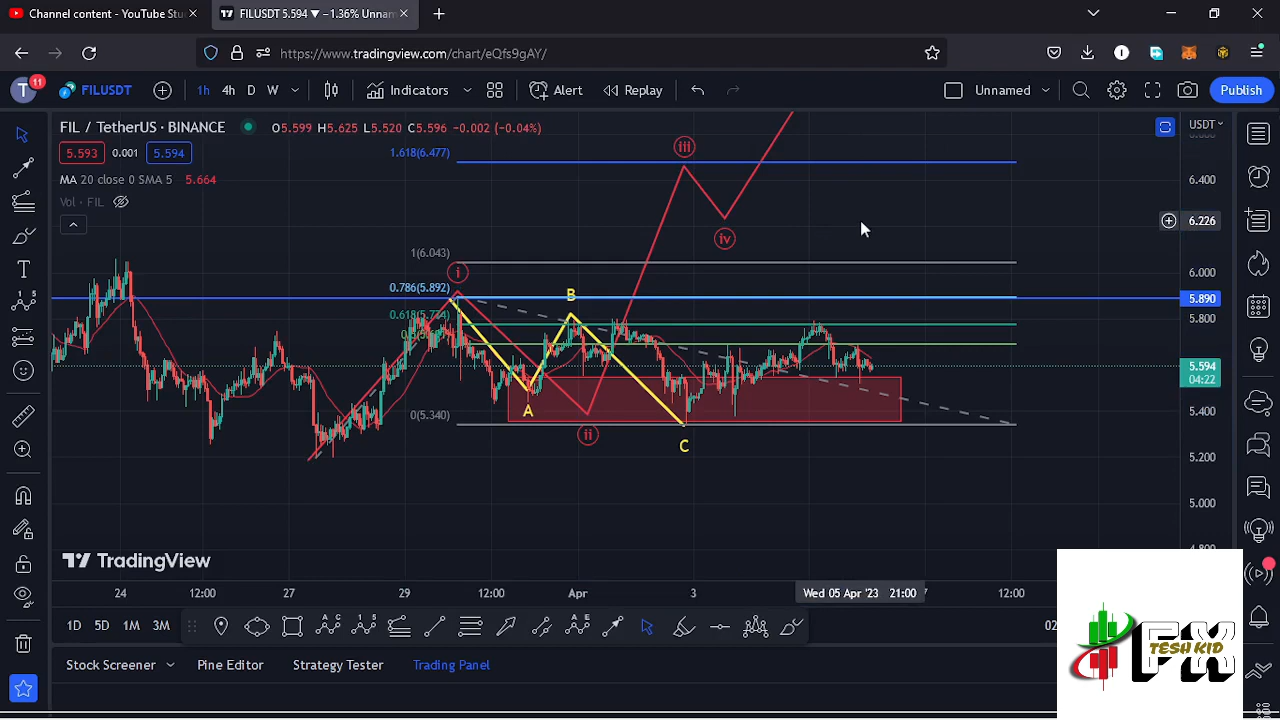 Channel content - YouTube Stu
FILUSDT 5.594 ▼ −1.36% Unnam
https://www.tradingview.com/chart/eQfs9gAY/
T
11
FILUSDT
1h 4h D W
Indicators
Alert
Replay
Unnamed
Publish
FIL / TetherUS · BINANCE
O5.599 H5.625 L5.520 C5.596 −0.002 (−0.04%)
USDT
5.593 0.001 5.594
1.618(6.477)
iii
MA 20 close 0 SMA 5 5.664
6.400
Vol · FIL
6.226
iv
1(6.043)
i
6.000
0.786(5.892)
B
5.890
0.618(5.774)
5.800
5.594
04:22
A
0(5.340)
5.400
ii
C
5.200
5.000
4.800
TradingView
24 12:00 27 29 12:00 Apr 3 Wed 05 Apr '23 21:00 7 12:00
1D 5D 1M 3M
02
Stock Screener
Pine Editor
Strategy Tester
Trading Panel
FX
TESH KID